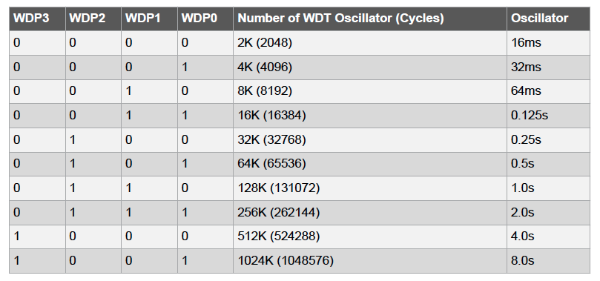 WDP3 WDP2 WDP1 WDP0 Number of WDT Oscillator (Cycles) Oscillator
0 0 0 0 2K (2048) 16ms
0 0 0 1 4K (4096) 32ms
0 0 1 0 8K (8192) 64ms
0 0 1 1 16K (16384) 0.125s
0 1 0 0 32K (32768) 0.25s
0 1 0 1 64K (65536) 0.5s
0 1 1 0 128K (131072) 1.0s
0 1 1 1 256K (262144) 2.0s
1 0 0 0 512K (524288) 4.0s
1 0 0 1 1024K (1048576) 8.0s